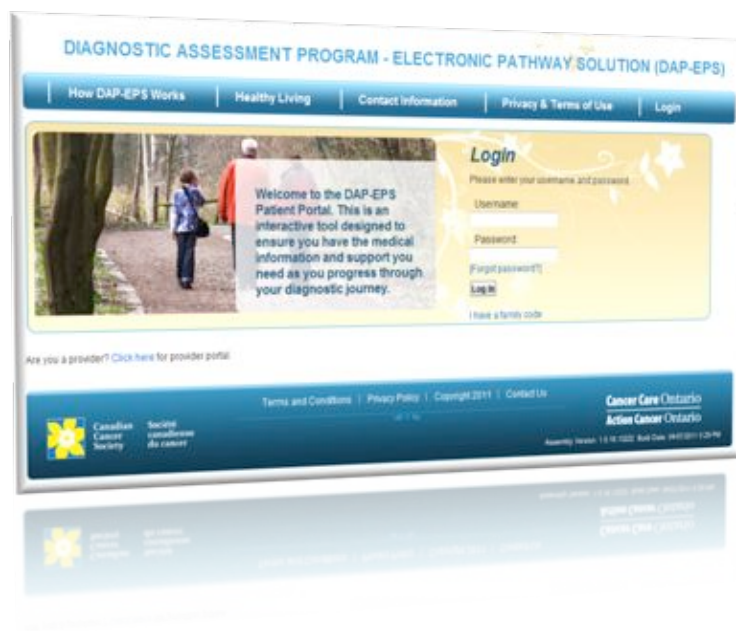 DIAGNOSTIC ASSESSMENT PROGRAM - ELECTRONIC PATHWAY SOLUTION (DAP-EPS)
How DAP-EPS Works | Healthy Living | Contact Information | Privacy & Terms of Use | Login
Welcome to the
DAP-EPS
Patient Portal. This is an
interactive tool designed to
ensure you have the medical
information and support you
need as you progress through
your diagnostic journey.
Login
Please enter your username and password.
Username:
Password:
[Forgot password?]
Log In
I have a family code
Are you a provider? Click here for provider portal.
Terms and Conditions | Privacy Policy | Copyright 2011 | Contact Us
Canadian
Cancer
Society
Société
canadienne
du cancer
Cancer Care Ontario
Action Cancer Ontario
Assembly Version
Build Date